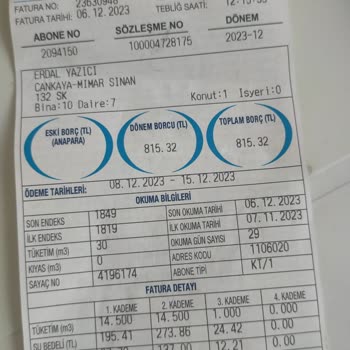 FATURA NO: 23630948
FATURA TARİHİ: 06.12.2023 TEBLİĞ SAATİ:
ABONE NO SÖZLEŞME NO DÖNEM
2094150 100004728175 2023-12
ERDAL YAZICI
ÇANKAYA-MİMAR SİNAN
132 SK
Bina:10 Daire:7 Konut:1 İsyeri:0
ESKİ BORÇ (TL) (ANAPARA) DÖNEM BORCU (TL) TOPLAM BORÇ (TL)
815.32 815.32
ÖDEME TARİHLERİ: 08.12.2023 - 15.12.2023
OKUMA BİLGİLERİ
SON ENDEKS 1849 SON OKUMA TARİHİ 06.12.2023
İLK ENDEKS 1819 İLK OKUMA TARİHİ 07.11.2023
TÜKETİM (m3) 30 OKUMA GÜN SAYISI 29
KIYAS (m3) 0 ADRES KODU 1106020
SAYAÇ NO 4196174 ABONE TİPİ KT/1
FATURA DETAYI
1. KADEME 2. KADEME 3. KADEME 4. KADEME
TÜKETİM (m3) 14.500 14.500 1.000 0.000
SU BEDELİ (TL) 195.41 273.86 24.42 0.00
12.21 0.00